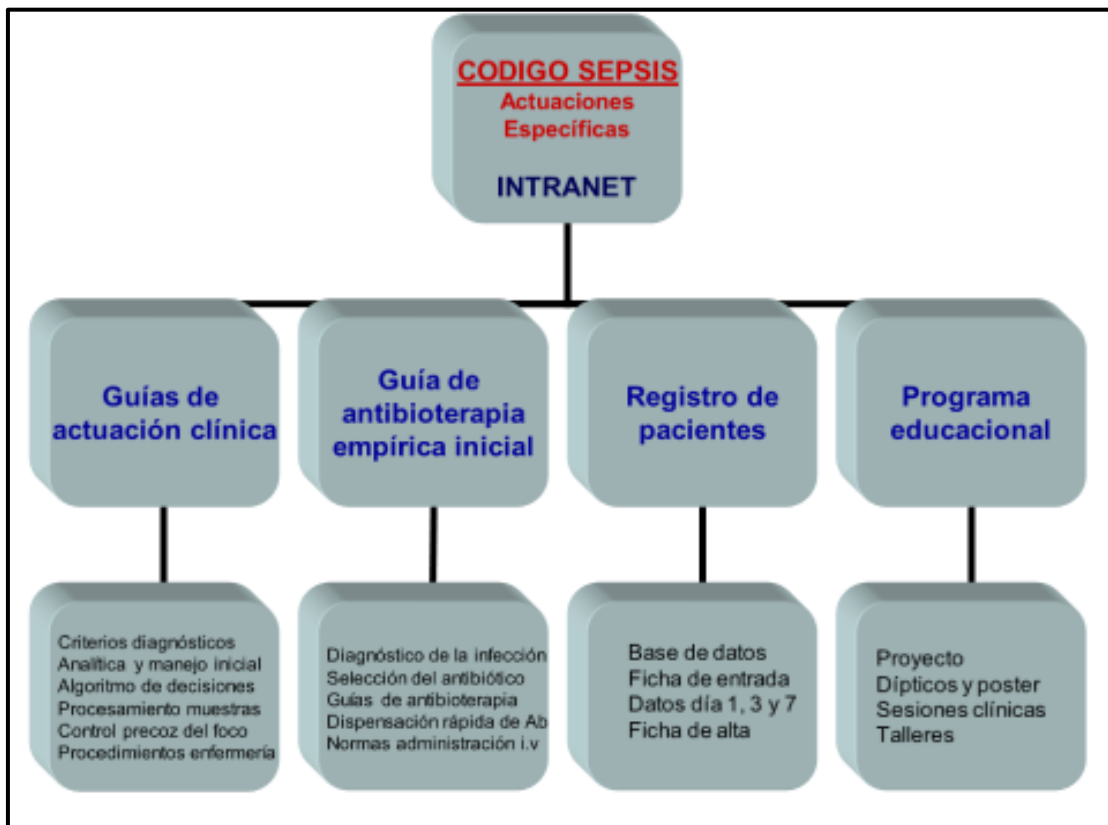 CODIGO SEPSIS
Actuaciones
Específicas
INTRANET
Guías de
actuación clínica
Guía de
antibioterapia
empírica inicial
Registro de
pacientes
Programa
educacional
Criterios diagnósticos
Analítica y manejo inicial
Algoritmo de decisiones
Procesamiento muestras
Control precoz del foco
Procedimientos enfermería
Diagnóstico de la infección
Selección del antibiótico
Guías de antibioterapia
Dispensación rápida de Ab
Normas administración i.v
Base de datos
Ficha de entrada
Datos día 1, 3 y 7
Ficha de alta
Proyecto
Dípticos y poster
Sesiones clínicas
Talleres